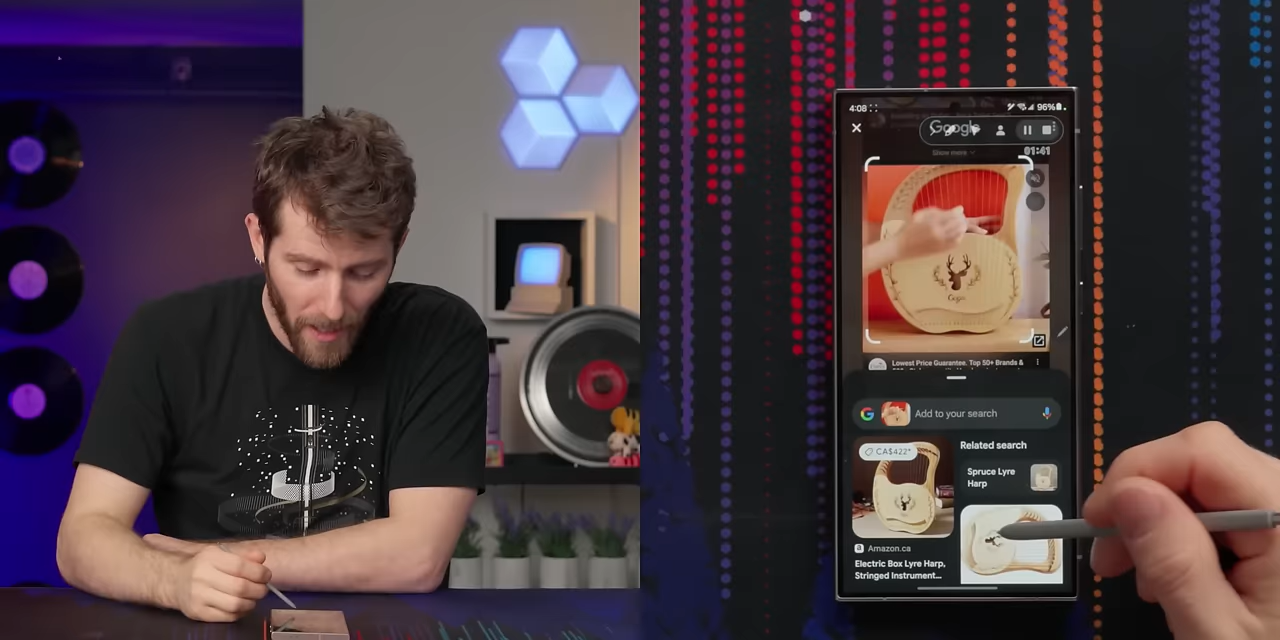 4:08
96%
Google
Show more
01:41
Gogo
Lowest Price Guarantee. Top 50+ Brands &
Add to your search
CA$422*
Related search
Spruce Lyre
Harp
Amazon.ca
Electric Box Lyre Harp,
Stringed Instrument...